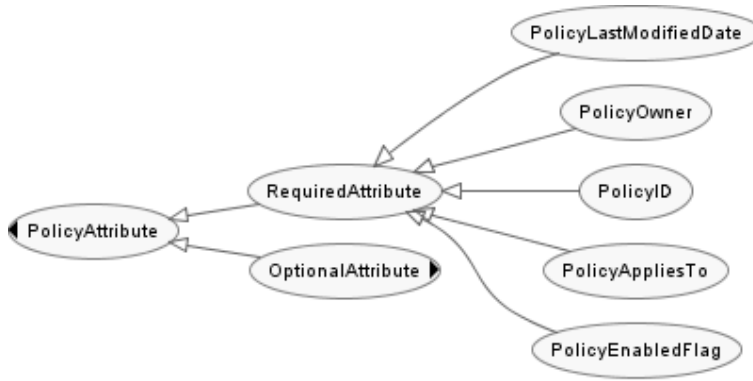 PolicyLastModifiedDate
PolicyOwner
RequiredAttribute
PolicyID
PolicyAttribute
OptionalAttribute
PolicyAppliesTo
PolicyEnabledFlag